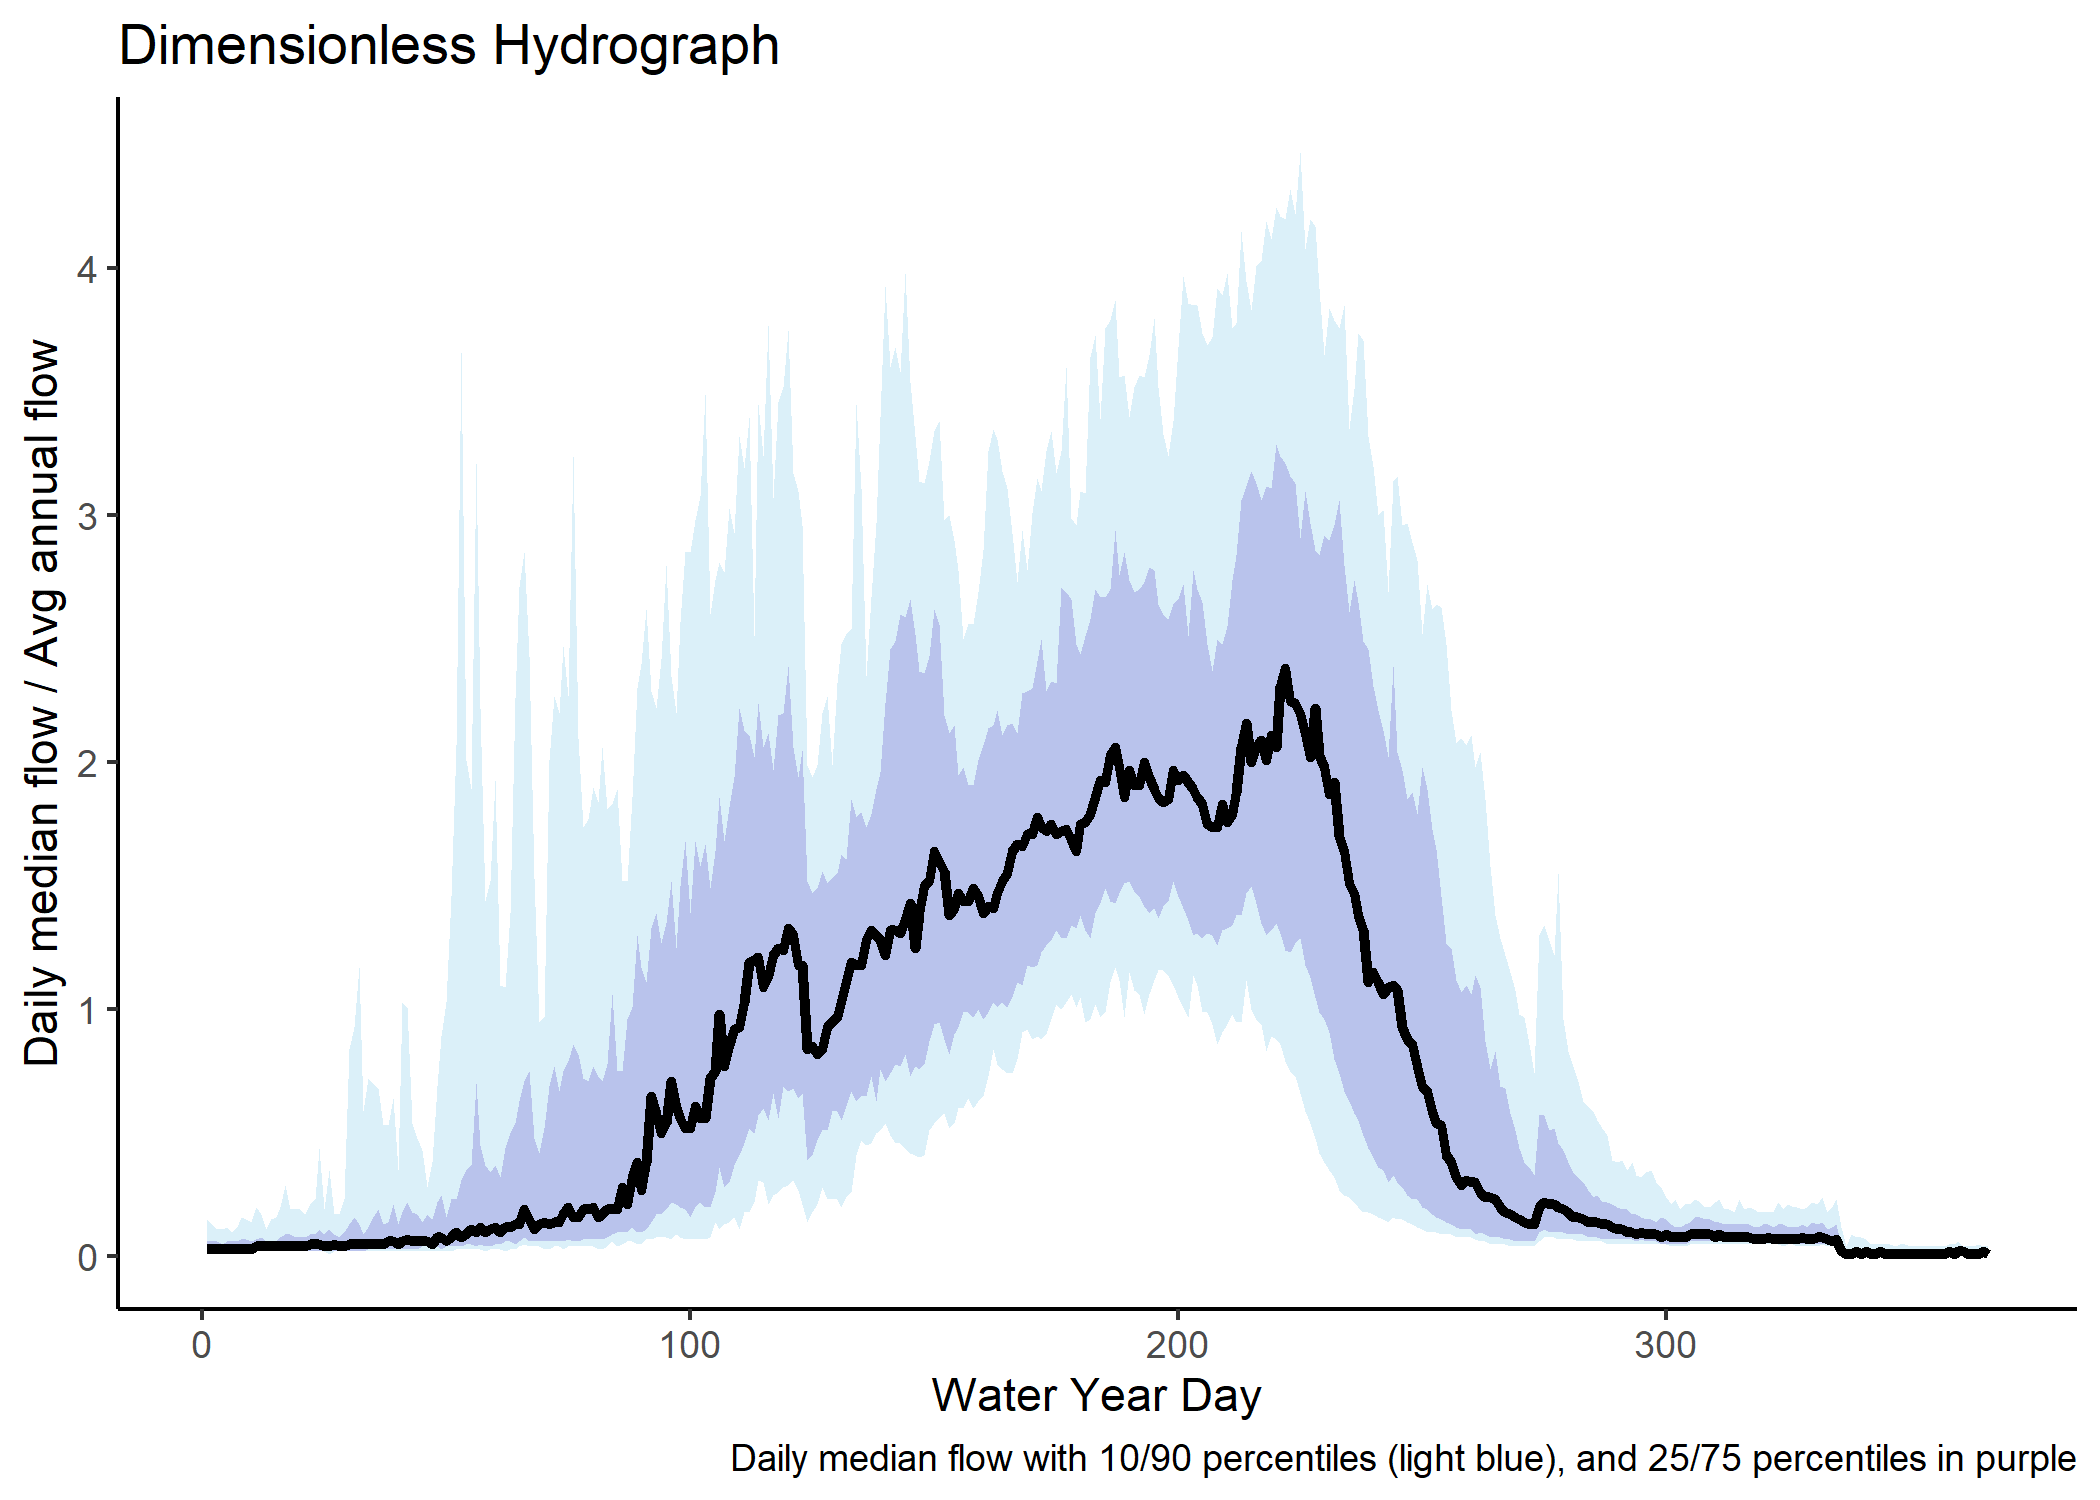 Dimensionless Hydrograph
Daily median flow / Avg annual flow
4
3
2
1
0
0 100 200 300
Water Year Day
Daily median flow with 10/90 percentiles (light blue), and 25/75 percentiles in purple